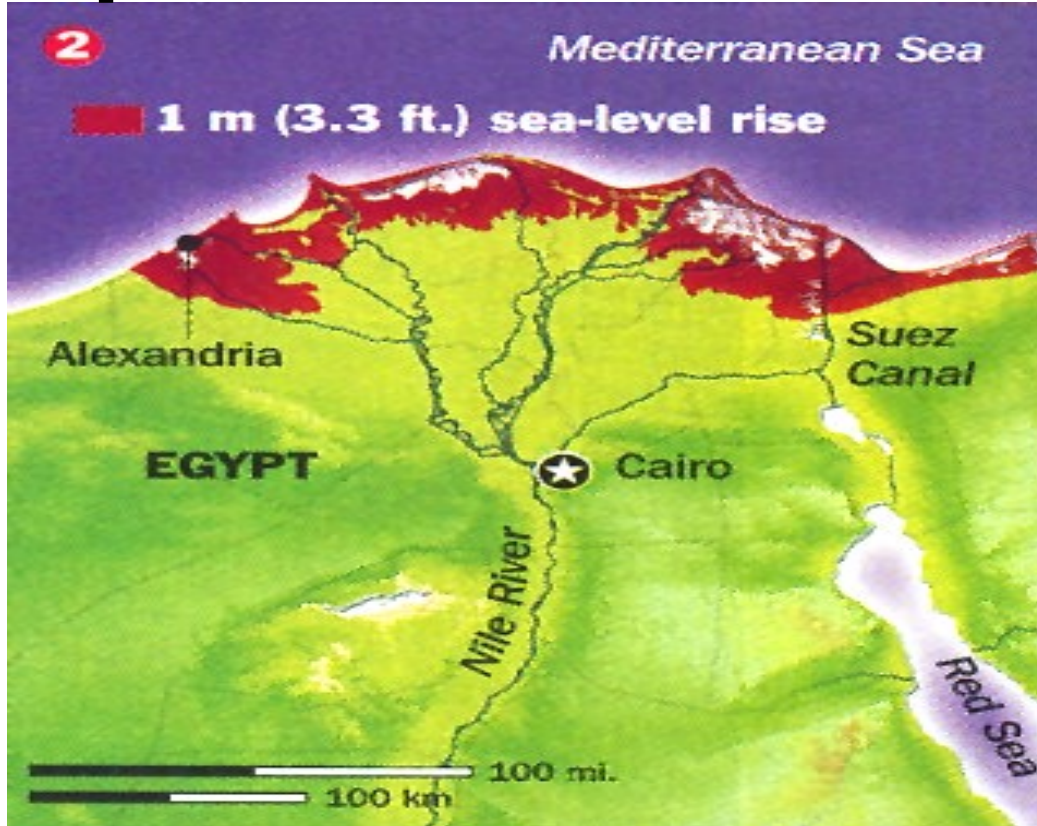 2
Mediterranean Sea
1 m (3.3 ft.) sea-level rise
Alexandria
Suez
Canal
EGYPT
Cairo
Nile River
Red Sea
100 mi.
100 km